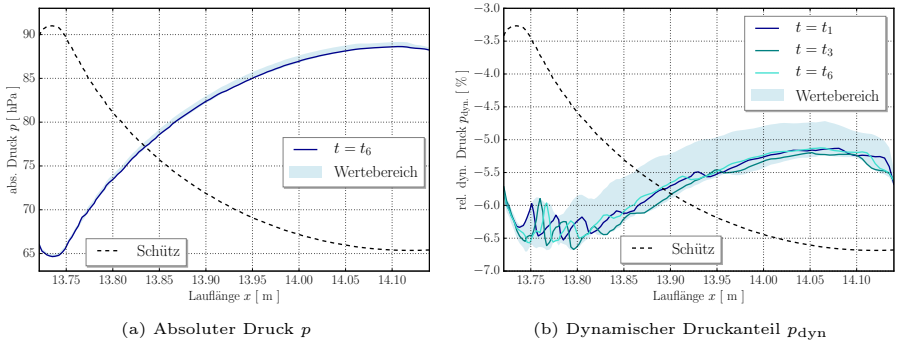 90
85
80
75
70
65
abs. Druck p [ hPa ]
t = t6
Wertebereich
Schütz
13.75 13.80 13.85 13.90 13.95 14.00 14.05 14.10
Lauflänge x [ m ]
(a) Absoluter Druck p
−3.0
−3.5
−4.0
−4.5
−5.0
−5.5
−6.0
−6.5
−7.0
rel. dyn. Druck pdyn. [ % ]
t = t1
t = t3
t = t6
Wertebereich
Schütz
13.75 13.80 13.85 13.90 13.95 14.00 14.05 14.10
Lauflänge x [ m ]
(b) Dynamischer Druckanteil pdyn